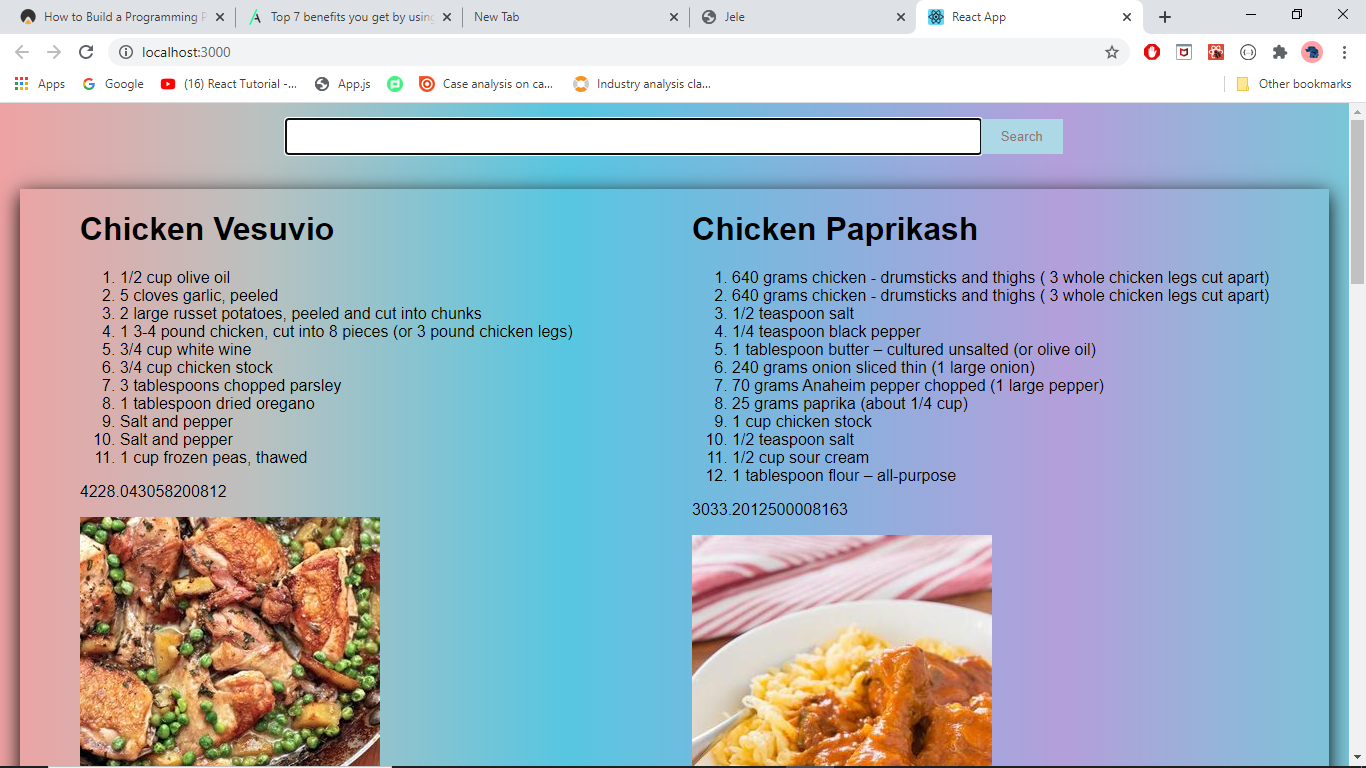 How to Build a Programming P
Top 7 benefits you get by using
New Tab
Jele
React App
localhost:3000
Apps
Google
(16) React Tutorial -...
App.js
Case analysis on ca...
Industry analysis cla...
Other bookmarks
Search
Chicken Vesuvio
1. 1/2 cup olive oil
2. 5 cloves garlic, peeled
3. 2 large russet potatoes, peeled and cut into chunks
4. 1 3-4 pound chicken, cut into 8 pieces (or 3 pound chicken legs)
5. 3/4 cup white wine
6. 3/4 cup chicken stock
7. 3 tablespoons chopped parsley
8. 1 tablespoon dried oregano
9. Salt and pepper
10. Salt and pepper
11. 1 cup frozen peas, thawed
4228.043058200812
Chicken Paprikash
1. 640 grams chicken - drumsticks and thighs ( 3 whole chicken legs cut apart)
2. 640 grams chicken - drumsticks and thighs ( 3 whole chicken legs cut apart)
3. 1/2 teaspoon salt
4. 1/4 teaspoon black pepper
5. 1 tablespoon butter – cultured unsalted (or olive oil)
6. 240 grams onion sliced thin (1 large onion)
7. 70 grams Anaheim pepper chopped (1 large pepper)
8. 25 grams paprika (about 1/4 cup)
9. 1 cup chicken stock
10. 1/2 teaspoon salt
11. 1/2 cup sour cream
12. 1 tablespoon flour – all-purpose
3033.2012500008163